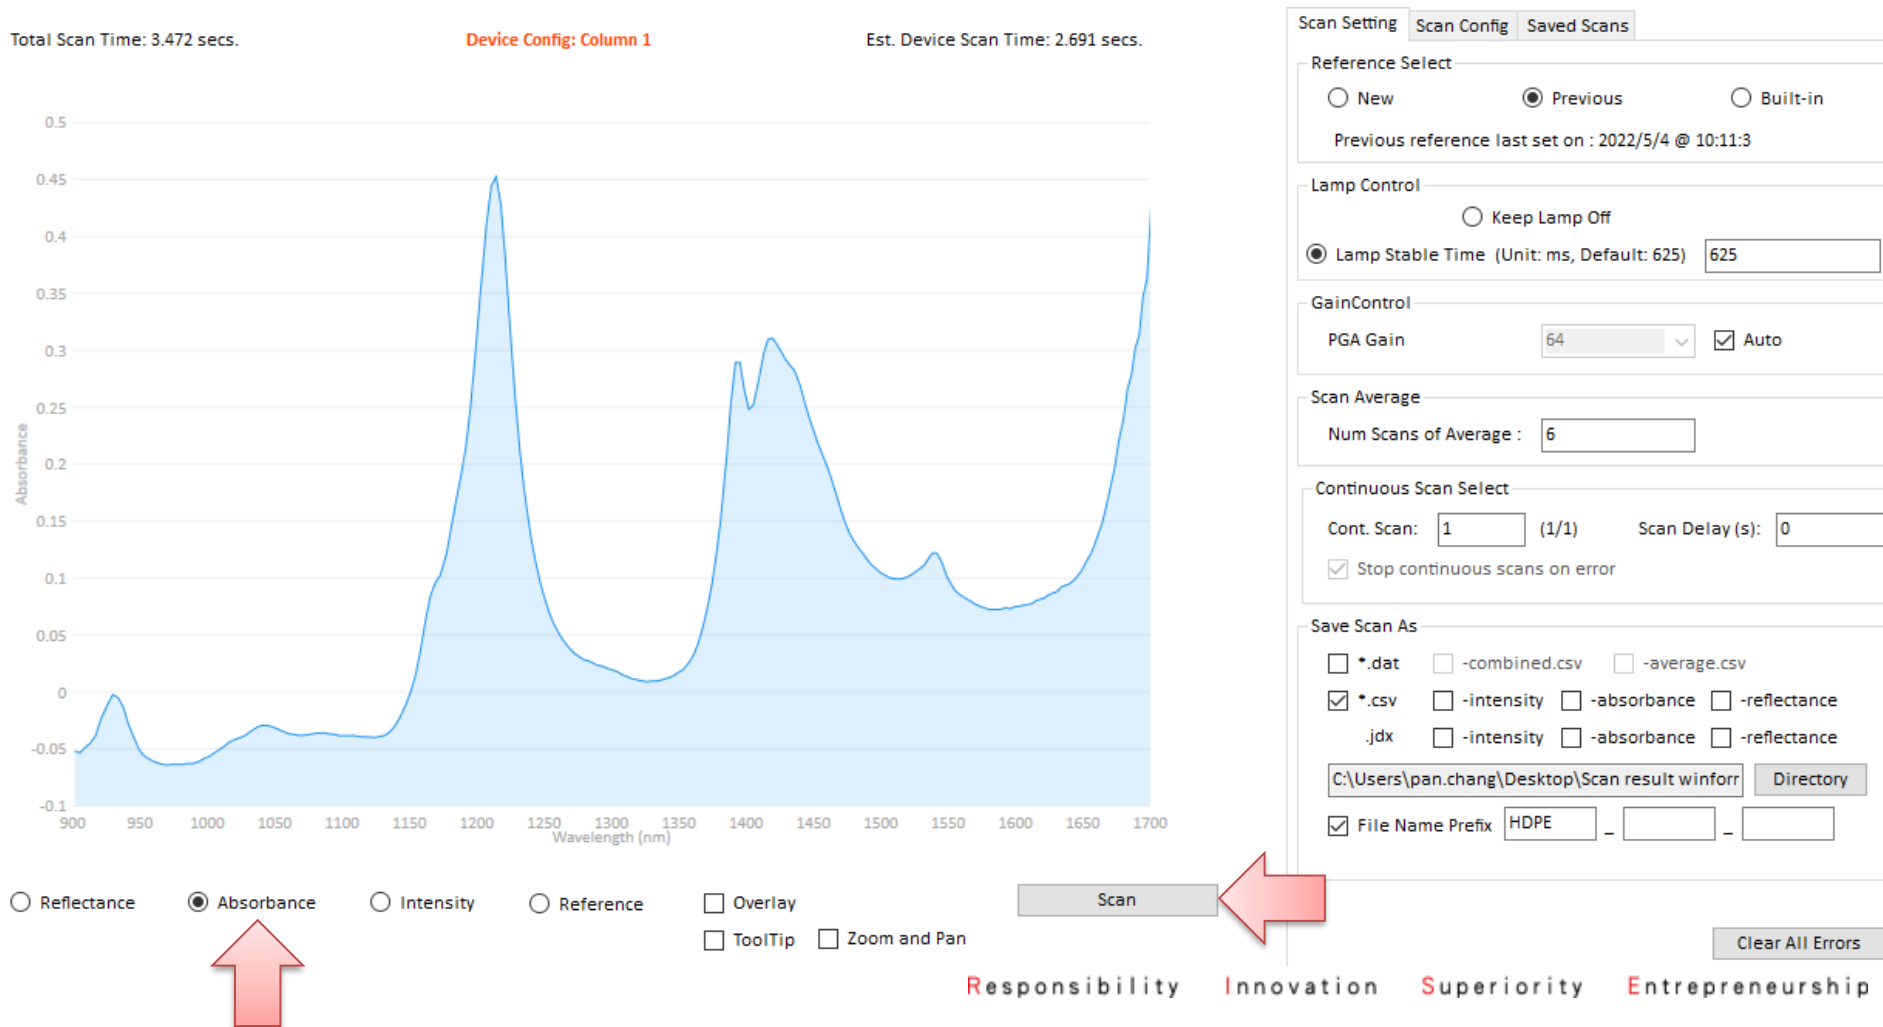 Total Scan Time: 3.472 secs.
Device Config: Column 1
Est. Device Scan Time: 2.691 secs.
0.5
0.45
0.4
0.35
0.3
0.25
0.2
0.15
0.1
0.05
0
-0.05
-0.1
Absorbance
900 950 1000 1050 1100 1150 1200 1250 1300 1350 1400 1450 1500 1550 1600 1650 1700
Wavelength (nm)
Reflectance Absorbance Intensity Reference Overlay
ToolTip Zoom and Pan
Scan
Scan Setting Scan Config Saved Scans
Reference Select
New Previous Built-in
Previous reference last set on : 2022/5/4 @ 10:11:3
Lamp Control
Keep Lamp Off
Lamp Stable Time (Unit: ms, Default: 625) 625
GainControl
PGA Gain 64 Auto
Scan Average
Num Scans of Average : 6
Continuous Scan Select
Cont. Scan: 1 (1/1) Scan Delay (s): 0
Stop continuous scans on error
Save Scan As
*.dat -combined.csv -average.csv
*.csv -intensity -absorbance -reflectance
.jdx -intensity -absorbance -reflectance
C:\Users\pan.chang\Desktop\Scan result winforr Directory
File Name Prefix HDPE _ _
Clear All Errors
Responsibility Innovation Superiority Entrepreneurship